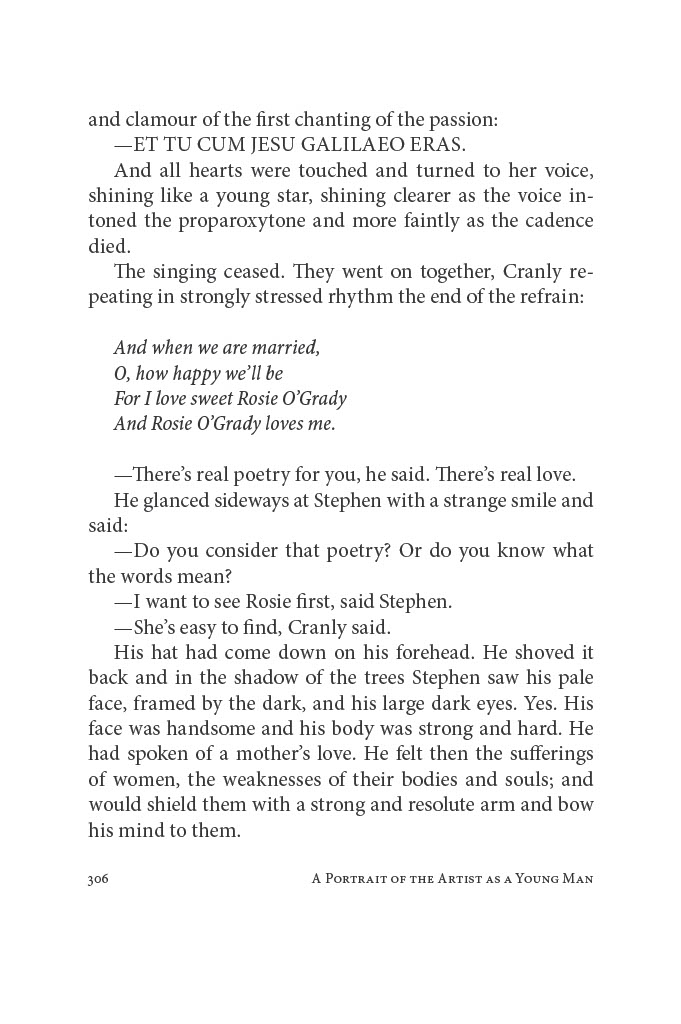 and clamour of the first chanting of the passion:
—ET TU CUM JESU GALILAEO ERAS.
And all hearts were touched and turned to her voice,
shining like a young star, shining clearer as the voice in-
toned the proparoxytone and more faintly as the cadence
died.
The singing ceased. They went on together, Cranly re-
peating in strongly stressed rhythm the end of the refrain:
And when we are married,
O, how happy we’ll be
For I love sweet Rosie O’Grady
And Rosie O’Grady loves me.
—There’s real poetry for you, he said. There’s real love.
He glanced sideways at Stephen with a strange smile and
said:
—Do you consider that poetry? Or do you know what
the words mean?
—I want to see Rosie first, said Stephen.
—She’s easy to find, Cranly said.
His hat had come down on his forehead. He shoved it
back and in the shadow of the trees Stephen saw his pale
face, framed by the dark, and his large dark eyes. Yes. His
face was handsome and his body was strong and hard. He
had spoken of a mother’s love. He felt then the sufferings
of women, the weaknesses of their bodies and souls; and
would shield them with a strong and resolute arm and bow
his mind to them.
306 A Portrait of the Artist as a Young Man